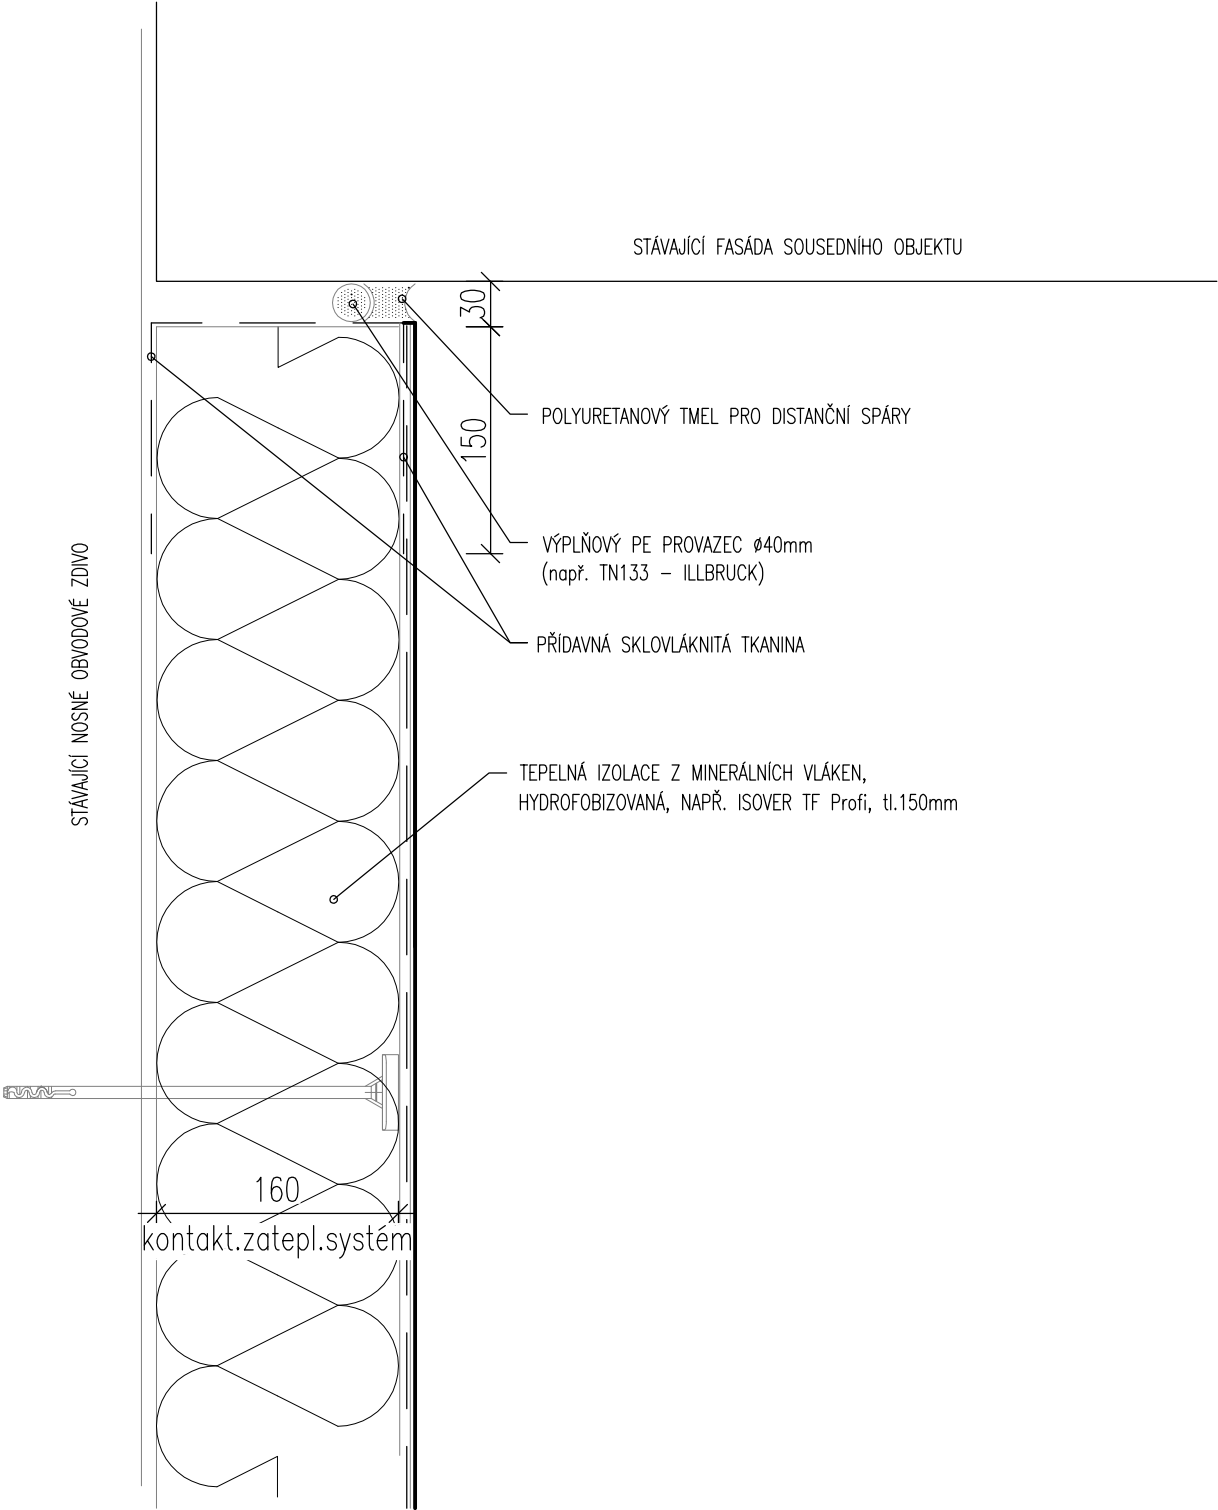 STÁVAJÍCÍ FASÁDA SOUSEDNÍHO OBJEKTU
30
POLYURETANOVÝ TMEL PRO DISTANČNÍ SPÁRY
150
VÝPLŇOVÝ PE PROVAZEC ø40mm
(např. TN133 – ILLBRUCK)
PŘÍDAVNÁ SKLOVLÁKNITÁ TKANINA
STÁVAJÍCÍ NOSNÉ OBVODOVÉ ZDIVO
TEPELNÁ IZOLACE Z MINERÁLNÍCH VLÁKEN,
HYDROFOBIZOVANÁ, NAPŘ. ISOVER TF Profi, tl.150mm
160
kontakt.zatepl.systém